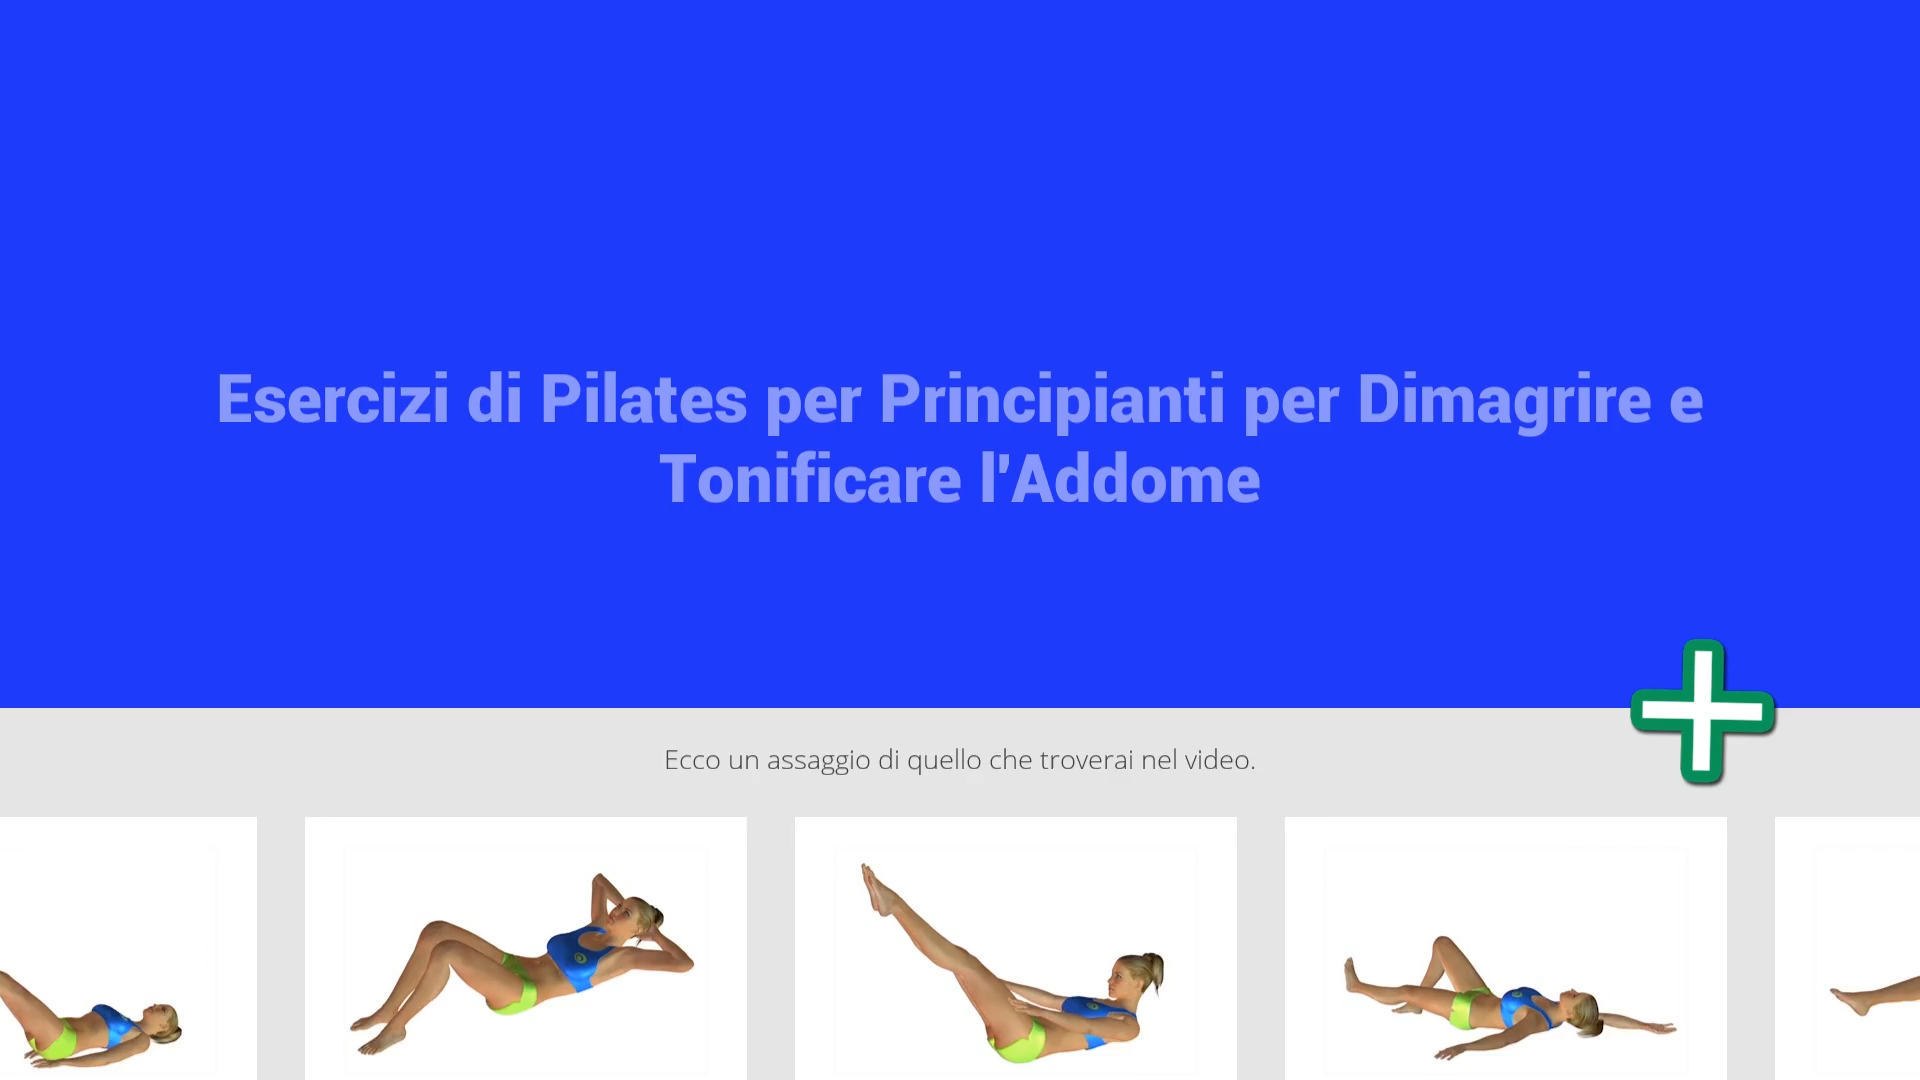 Esercizi di Pilates per Principianti per Dimagrire e
Tonificare l'Addome
Ecco un assaggio di quello che troverai nel video.